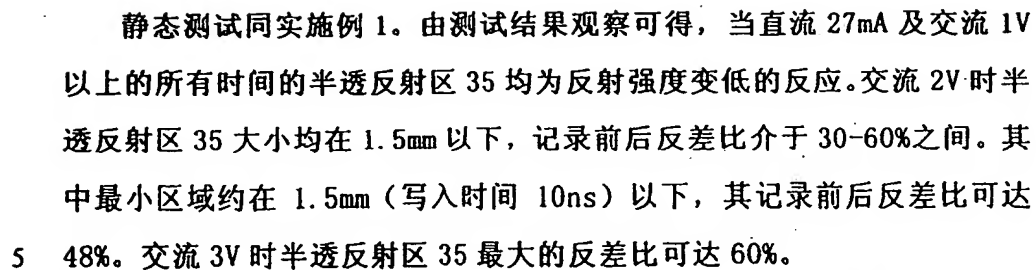 静态测试同实施例 1。由测试结果观察可得，当直流 27mA 及交流 1V
以上的所有时间的半透反射区 35 均为反射强度变低的反应。交流 2V 时半
透反射区 35 大小均在 1.5mm 以下，记录前后反差比介于 30-60%之间。其
中最小区域约在 1.5mm（写入时间 10ns）以下，其记录前后反差比可达
5 48%。交流 3V 时半透反射区 35 最大的反差比可达 60%。